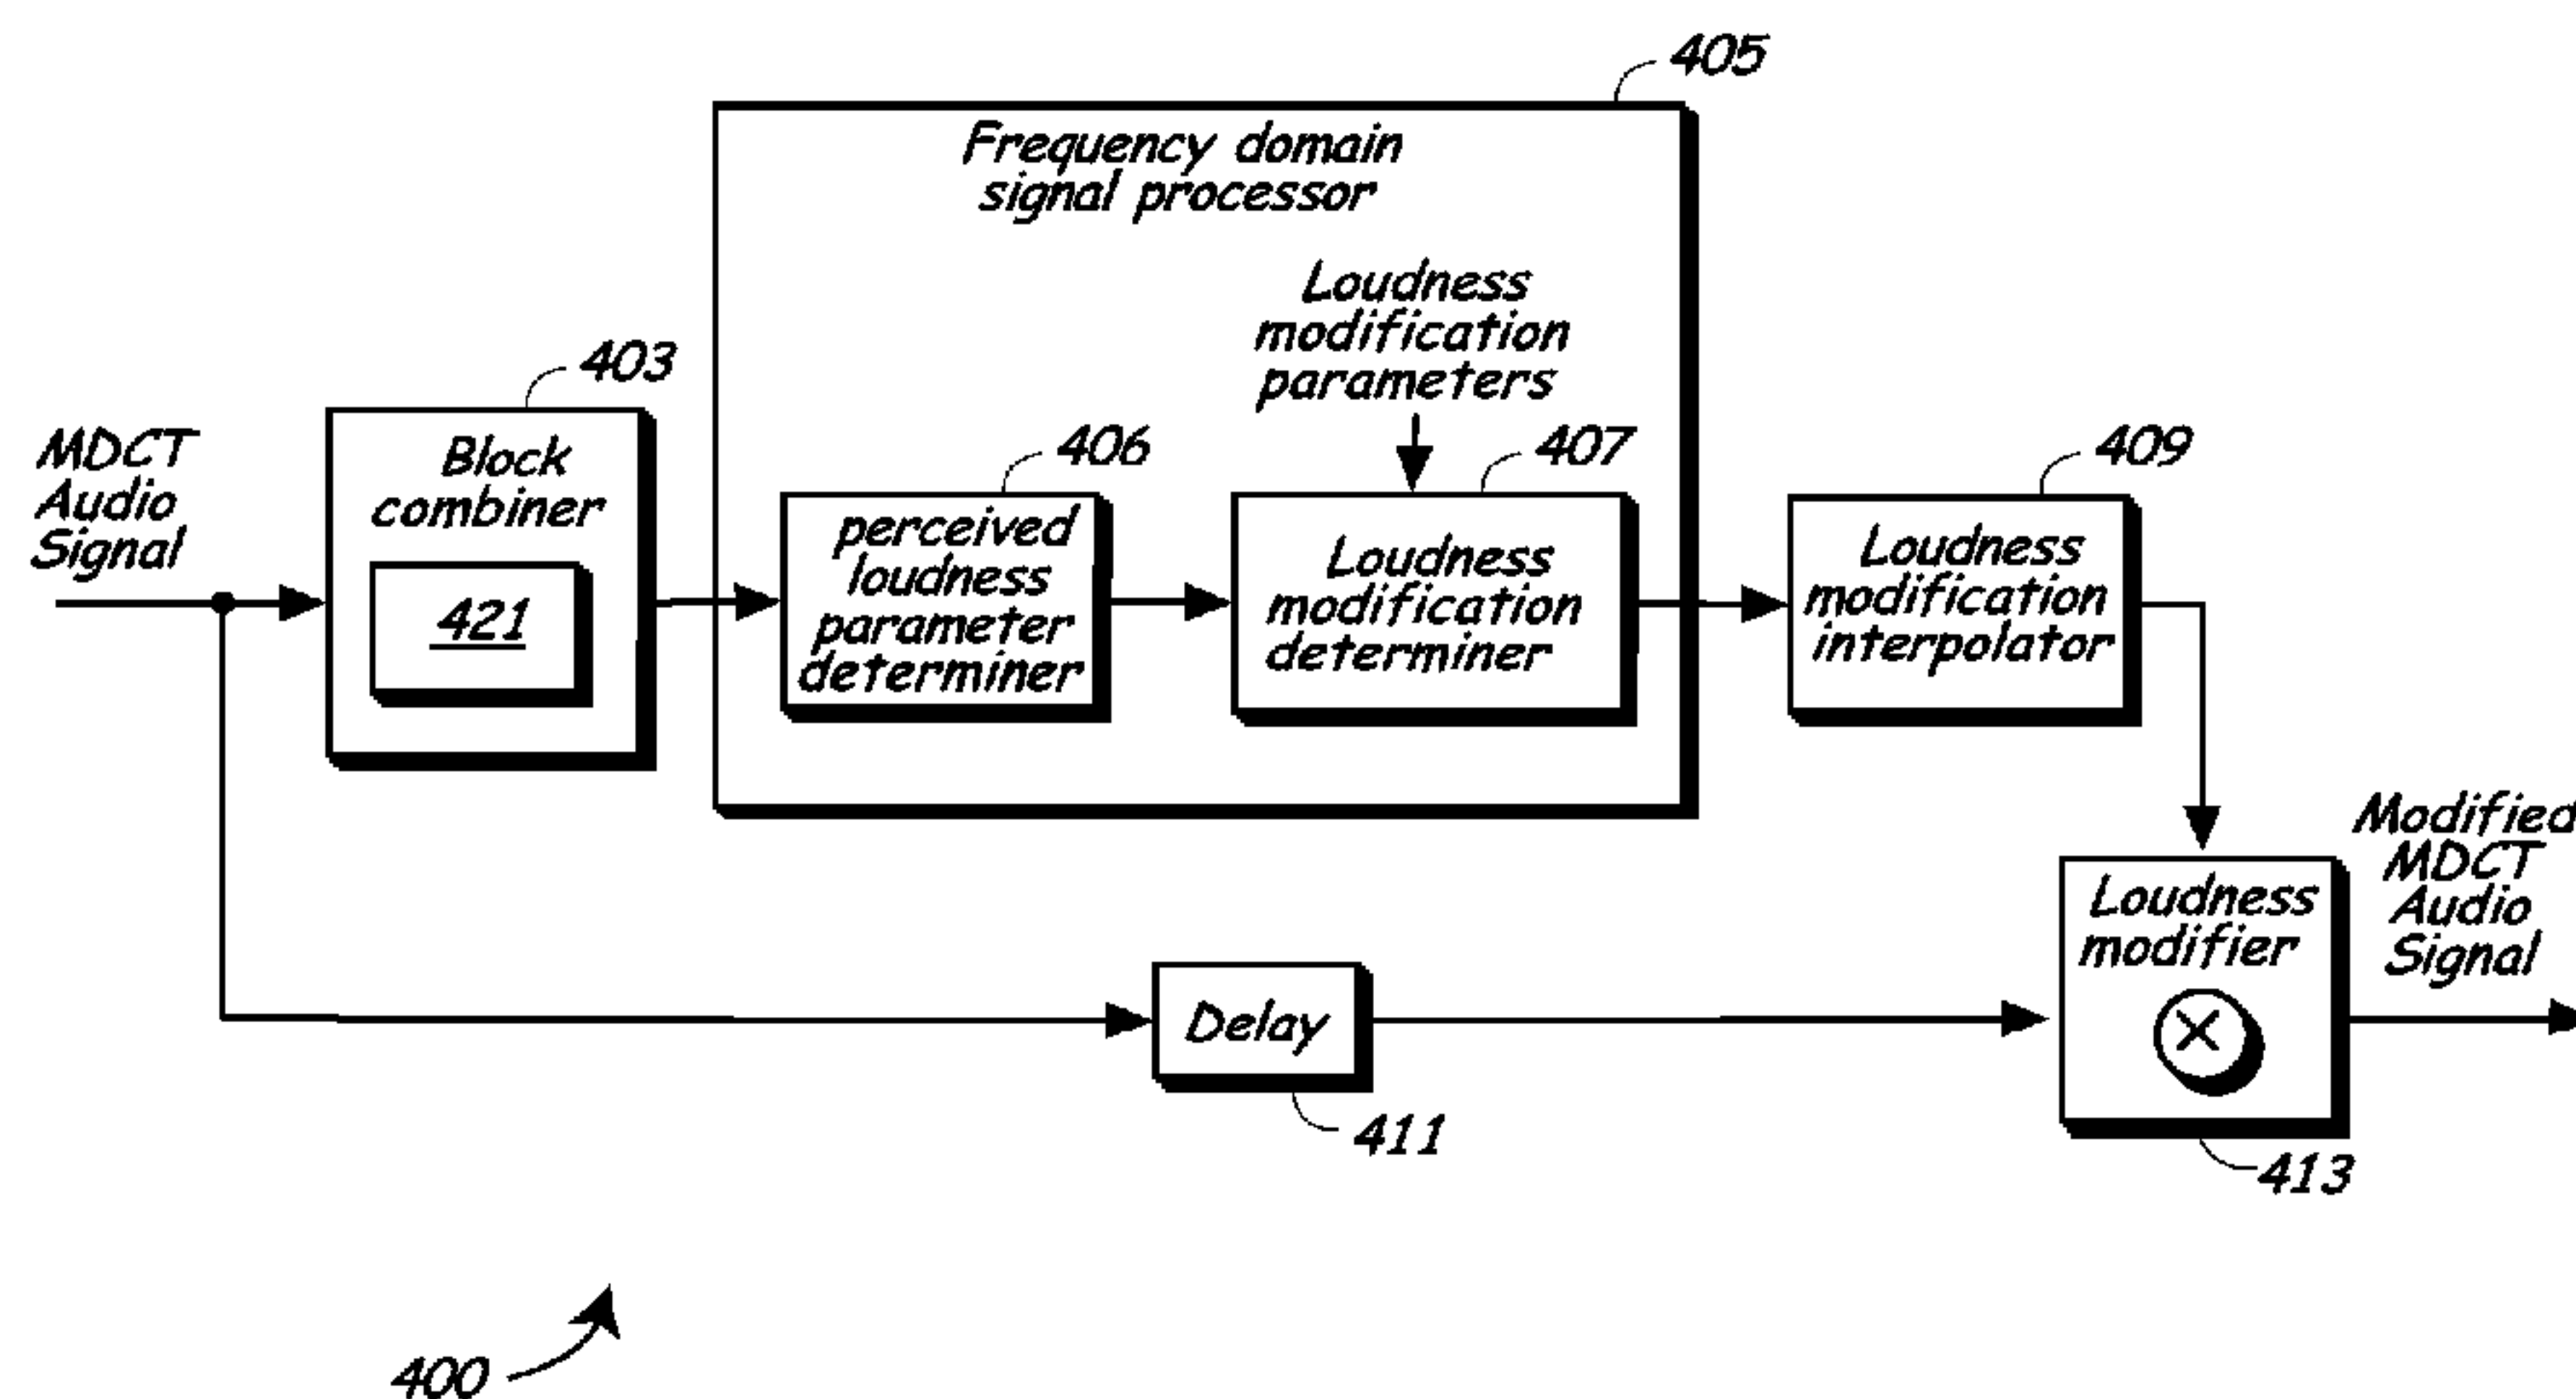 405
Frequency domain
signal processor
Loudness
modification
parameters
403
MDCT
Audio
Signal
Block
combiner
421
406
perceived
loudness
parameter
determiner
407
Loudness
modification
determiner
409
Loudness
modification
interpolator
Modified
MDCT
Audio
Signal
Loudness
modifier
413
Delay
411
400